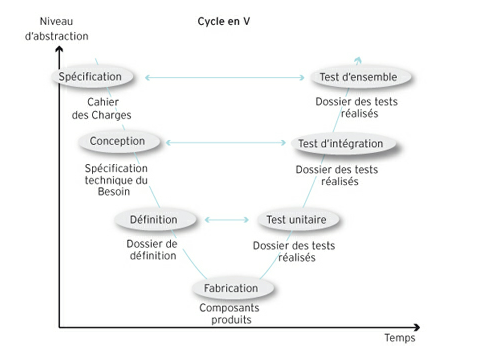 Niveau
d'abstraction
Cycle en V
Spécification
Test d'ensemble
Cahier
des Charges
Dossier des tests
réalisés
Conception
Test d'intégration
Spécification
technique du
Besoin
Dossier des tests
réalisés
Définition
Test unitaire
Dossier de
définition
Dossier des tests
réalisés
Fabrication
Composants
produits
Temps